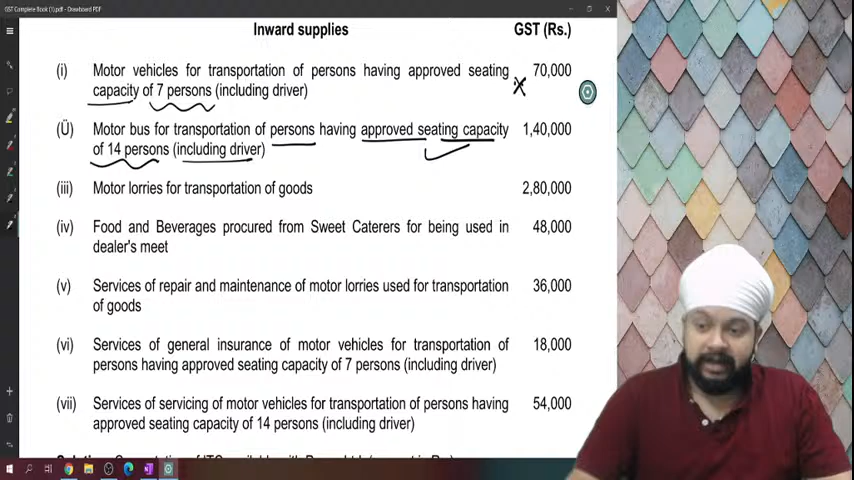 GST Complete Book (1).pdf - Drawboard PDF
Inward supplies GST (Rs.)
(i) Motor vehicles for transportation of persons having approved seating 70,000
capacity of 7 persons (including driver)
(Ü) Motor bus for transportation of persons having approved seating capacity 1,40,000
of 14 persons (including driver)
(iii) Motor lorries for transportation of goods 2,80,000
(iv) Food and Beverages procured from Sweet Caterers for being used in 48,000
dealer's meet
(v) Services of repair and maintenance of motor lorries used for transportation 36,000
of goods
(vi) Services of general insurance of motor vehicles for transportation of 18,000
persons having approved seating capacity of 7 persons (including driver)
(vii) Services of servicing of motor vehicles for transportation of persons having 54,000
approved seating capacity of 14 persons (including driver)